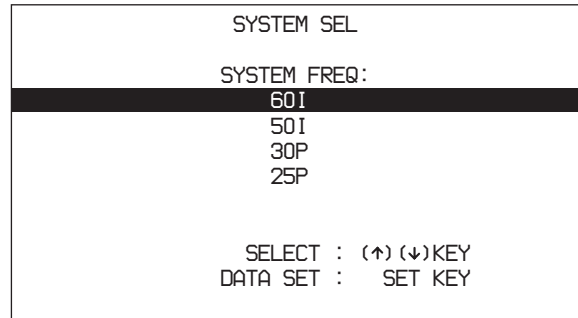 SYSTEM SEL
SYSTEM FREQ:
60I
50I
30P
25P
SELECT : (↑)(↓)KEY
DATA SET : SET KEY